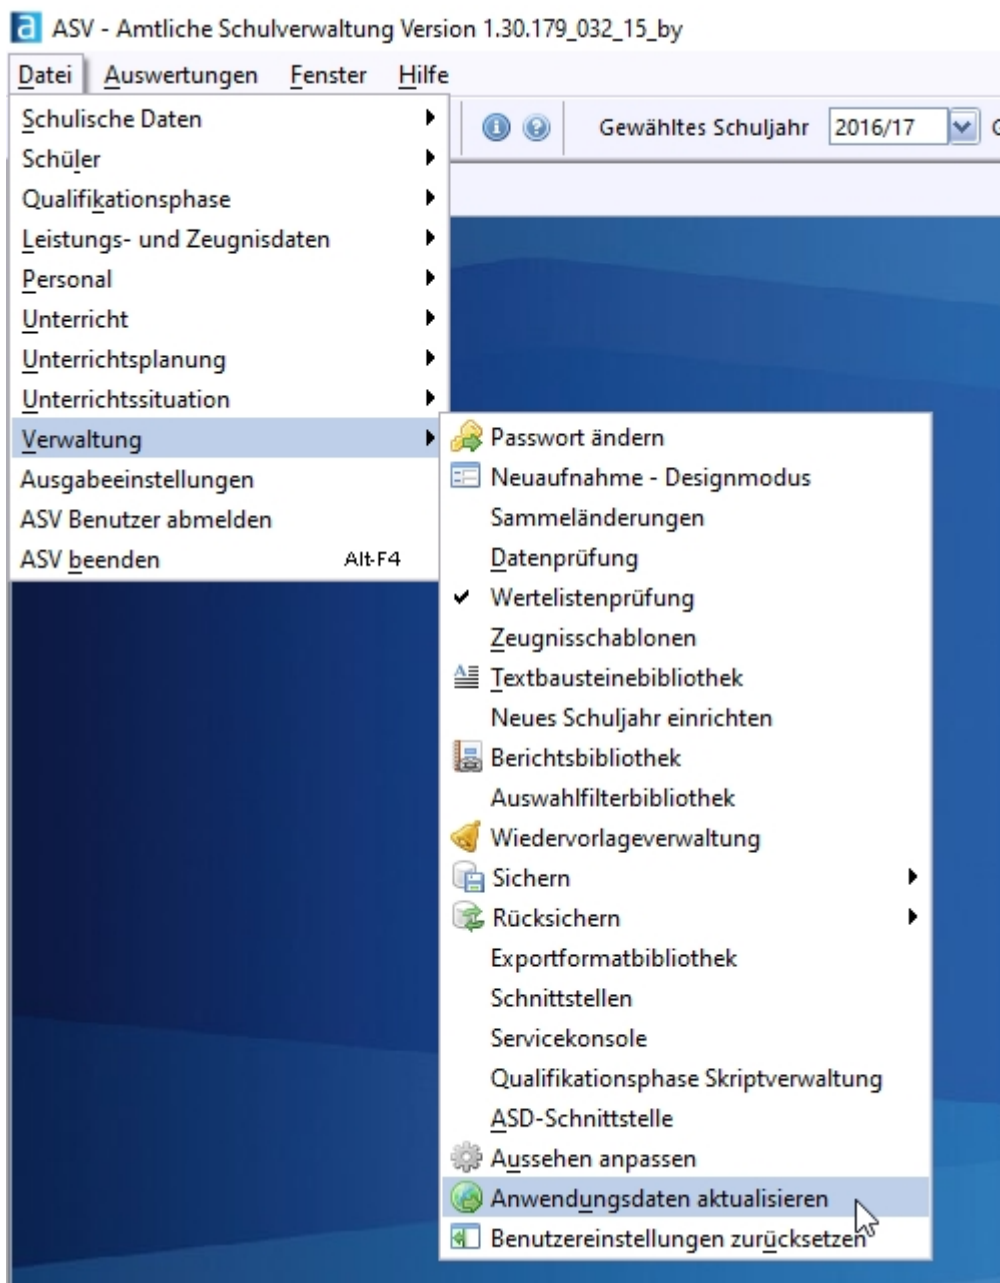 a ASV - Amtliche Schulverwaltung Version 1.30.179_032_15_by
Datei Auswertungen Fenster Hilfe
Gewähltes Schuljahr 2016/17
Schulische Daten
Schüler
Qualifikationsphase
Leistungs- und Zeugnisdaten
Personal
Unterricht
Unterrichtsplanung
Unterrichtssituation
Verwaltung
Ausgabeeinstellungen
ASV Benutzer abmelden
ASV beenden Alt-F4
Passwort ändern
Neuaufnahme - Designmodus
Sammeländerungen
Datenprüfung
Wertelistenprüfung
Zeugnisschablonen
Textbausteinebibliothek
Neues Schuljahr einrichten
Berichtsbibliothek
Auswahlfilterbibliothek
Wiedervorlageverwaltung
Sichern
Rücksichern
Exportformatbibliothek
Schnittstellen
Servicekonsole
Qualifikationsphase Skriptverwaltung
ASD-Schnittstelle
Aussehen anpassen
Anwendungsdaten aktualisieren
Benutzereinstellungen zurücksetzen